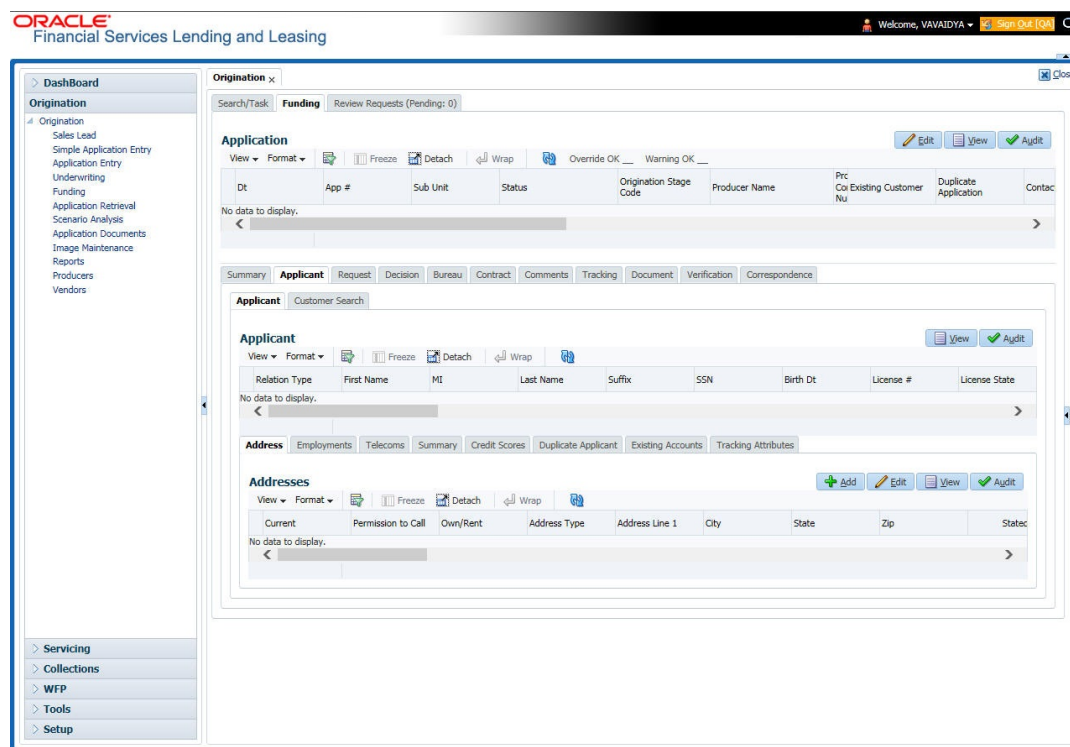 ORACLE
Financial Services Lending and Leasing
Welcome, VAVAIDYA Sign Out [QA]
DashBoard
Origination
Origination
Sales Lead
Simple Application Entry
Application Entry
Underwriting
Funding
Application Retrieval
Scenario Analysis
Application Documents
Image Maintenance
Reports
Producers
Vendors
Servicing
Collections
WFP
Tools
Setup
Origination x Clos
Search/Task Funding Review Requests (Pending: 0)
Application Edit View Audit
View Format Freeze Detach Wrap Override OK __ Warning OK __
Dt App # Sub Unit Status Origination Stage Code Producer Name Prc Coi Nu Existing Customer Duplicate Application Contac
No data to display.
Summary Applicant Request Decision Bureau Contract Comments Tracking Document Verification Correspondence
Applicant Customer Search
Applicant View Audit
View Format Freeze Detach Wrap
Relation Type First Name MI Last Name Suffix SSN Birth Dt License # License State
No data to display.
Address Employments Telecoms Summary Credit Scores Duplicate Applicant Existing Accounts Tracking Attributes
Addresses Add Edit View Audit
View Format Freeze Detach Wrap
Current Permission to Call Own/Rent Address Type Address Line 1 City State Zip Stated
No data to display.